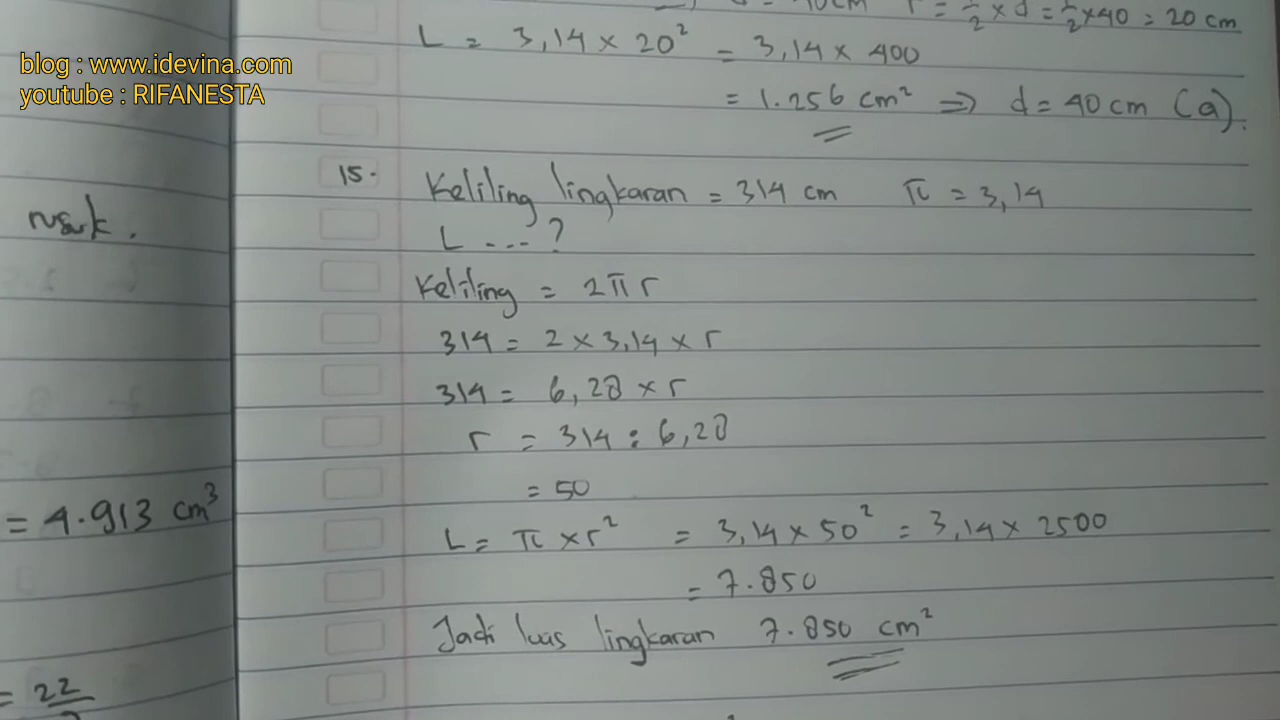 blog : www.idevina.com
youtube : RIFANESTA
r = 1/2 x d = 1/2 x 40 = 20 cm
L = 3,14 x 20² = 3,14 x 400
= 1.256 cm² => d = 40 cm (a).
15. Keliling lingkaran = 314 cm π = 3,14
L ... ?
Keliling = 2πr
314 = 2 x 3,14 x r
314 = 6,28 x r
r = 314 : 6,28
= 50
L = π x r² = 3,14 x 50² = 3,14 x 2500
= 7.850
Jadi luas lingkaran 7.850 cm²
rusuk.
= 4.913 cm³
= 22